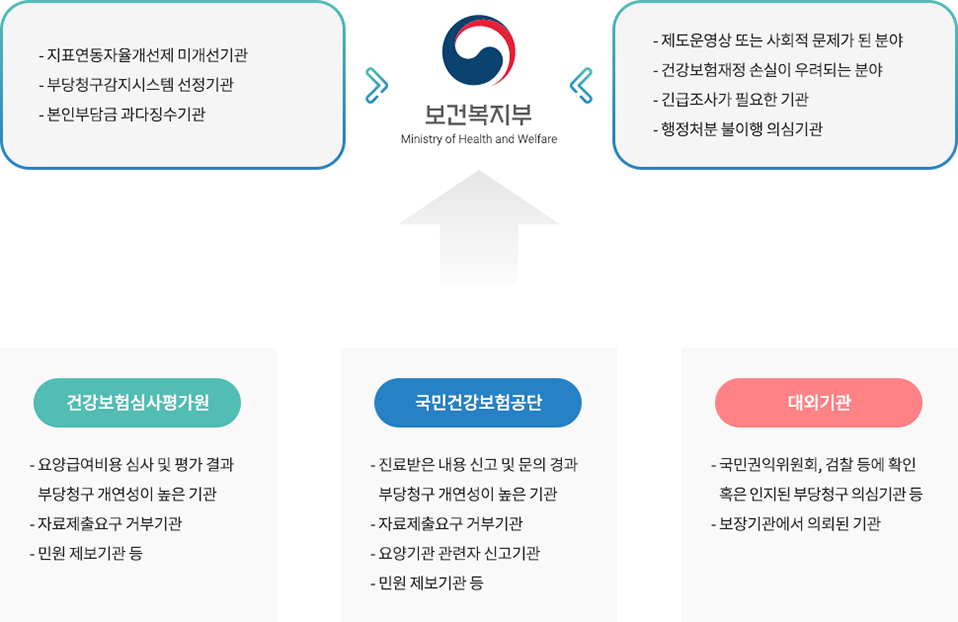 - 지표연동자율개선제 미개선기관
- 부당청구감지시스템 선정기관
- 본인부담금 과다징수기관
보건복지부
Ministry of Health and Welfare
- 제도운영상 또는 사회적 문제가 된 분야
- 건강보험재정 손실이 우려되는 분야
- 긴급조사가 필요한 기관
- 행정처분 불이행 의심기관
건강보험심사평가원
- 요양급여비용 심사 및 평가 결과
부당청구 개연성이 높은 기관
- 자료제출요구 거부기관
- 민원 제보기관 등
국민건강보험공단
- 진료받은 내용 신고 및 문의 경과
부당청구 개연성이 높은 기관
- 자료제출요구 거부기관
- 요양기관 관련자 신고기관
- 민원 제보기관 등
대외기관
- 국민권익위원회, 검찰 등에 확인
혹은 인지된 부당청구 의심기관 등
- 보장기관에서 의뢰된 기관